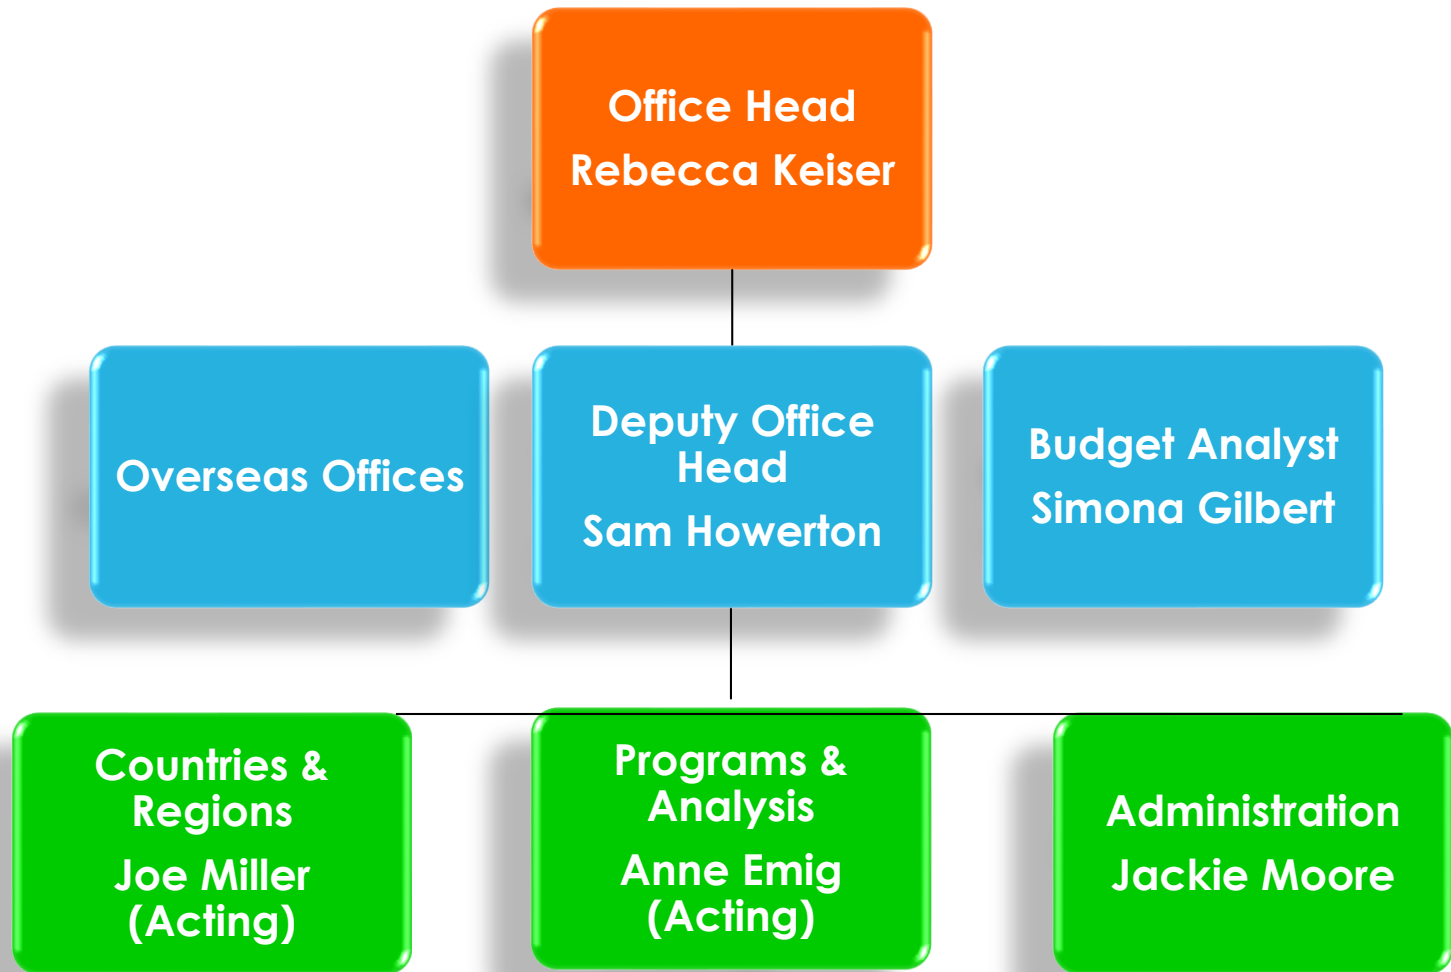 Office Head
Rebecca Keiser
Overseas Offices
Deputy Office
Head
Sam Howerton
Budget Analyst
Simona Gilbert
Countries &
Regions
Joe Miller
(Acting)
Programs &
Analysis
Anne Emig
(Acting)
Administration
Jackie Moore